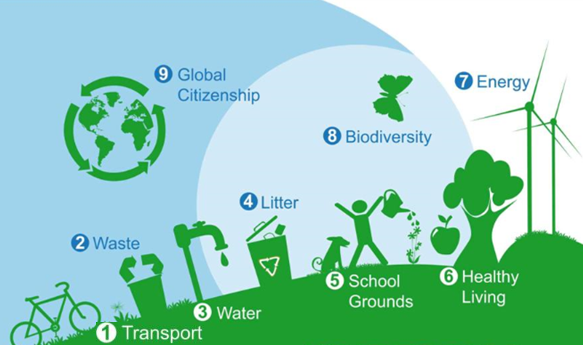 1 Transport
2 Waste
3 Water
4 Litter
5 School
Grounds
6 Healthy
Living
7 Energy
8 Biodiversity
9 Global
Citizenship